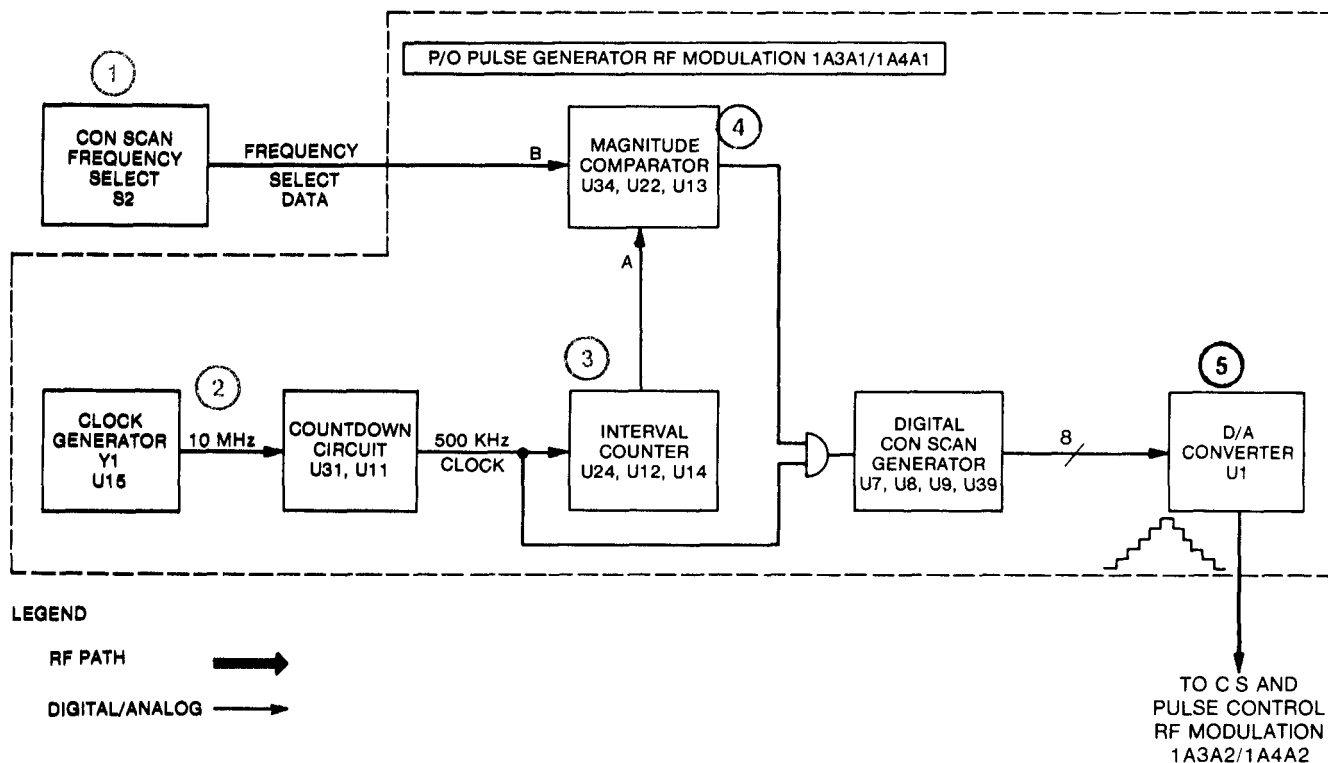 P/O PULSE GENERATOR RF MODULATION 1A3A1/1A4A1
1
CON SCAN
FREQUENCY
SELECT
S2
FREQUENCY
SELECT
DATA
B
MAGNITUDE
COMPARATOR
U34, U22, U13
4
A
2
3
5
CLOCK
GENERATOR
Y1
U15
10 MHz
COUNTDOWN
CIRCUIT
U31, U11
500 KHz
CLOCK
INTERVAL
COUNTER
U24, U12, U14
DIGITAL
CON SCAN
GENERATOR
U7, U8, U9, U39
8
D/A
CONVERTER
U1
LEGEND
RF PATH
DIGITAL/ANALOG
TO C S AND
PULSE CONTROL
RF MODULATION
1A3A2/1A4A2